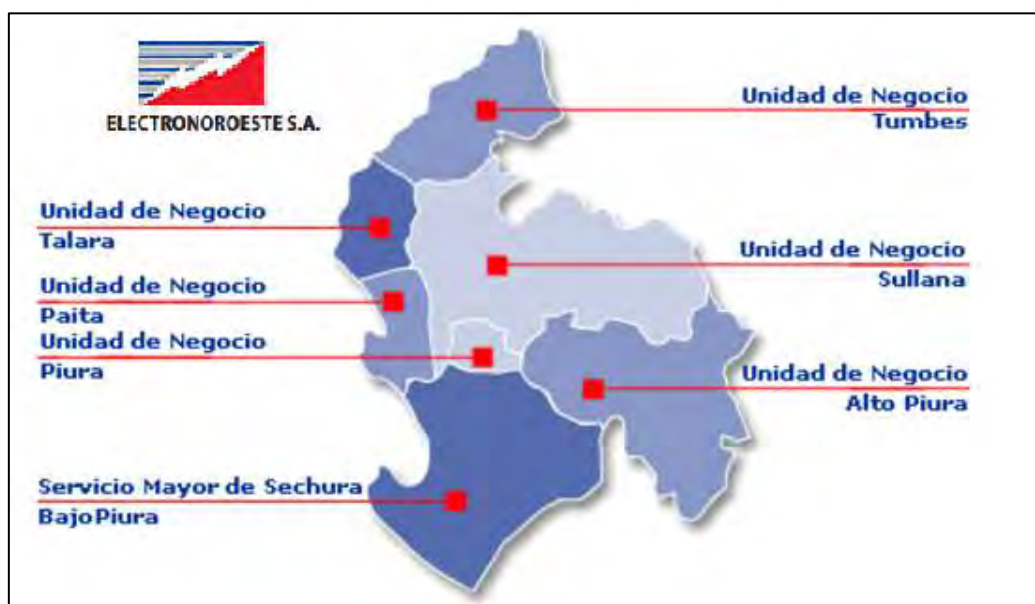 ELECTRONOROESTE S.A.
Unidad de Negocio
Tumbes
Unidad de Negocio
Talara
Unidad de Negocio
Sullana
Unidad de Negocio
Paita
Unidad de Negocio
Piura
Unidad de Negocio
Alto Piura
Servicio Mayor de Sechura
BajoPiura